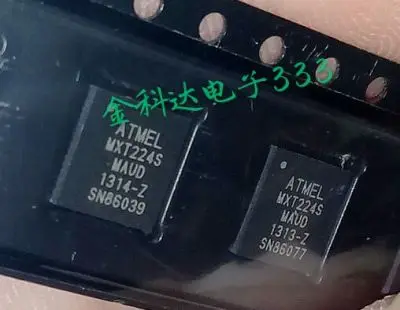 金科达电子333
ATMEL
MXT224S
MAUD
1314-Z
SN86039
ATMEL
MXT224S
MAUD
1313-Z
SN86077